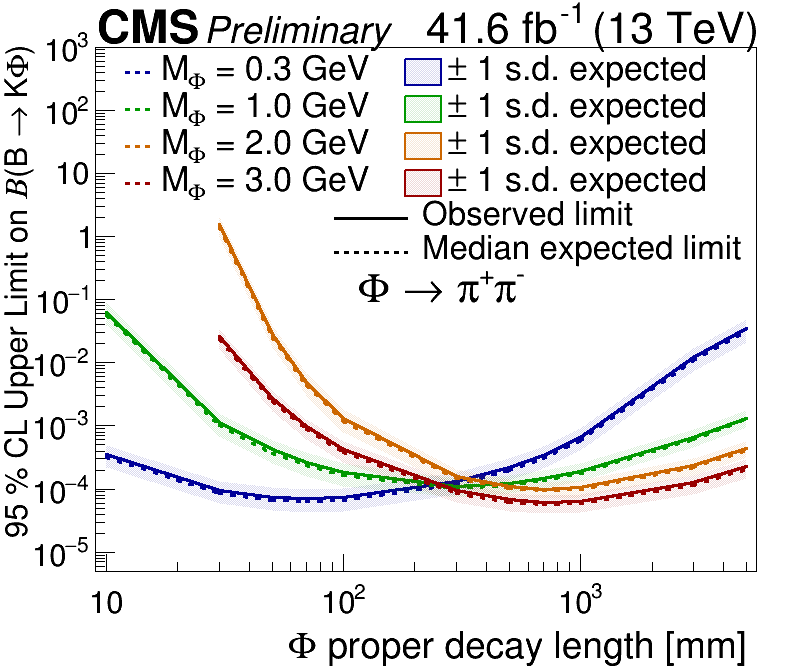 CMS Preliminary 41.6 fb⁻¹ (13 TeV)
95 % CL Upper Limit on B(B → KΦ)
10³
10²
10
1
10⁻¹
10⁻²
10⁻³
10⁻⁴
10⁻⁵
M_Φ = 0.3 GeV ± 1 s.d. expected
M_Φ = 1.0 GeV ± 1 s.d. expected
M_Φ = 2.0 GeV ± 1 s.d. expected
M_Φ = 3.0 GeV ± 1 s.d. expected
Observed limit
Median expected limit
Φ → π⁺π⁻
10 10² 10³
Φ proper decay length [mm]